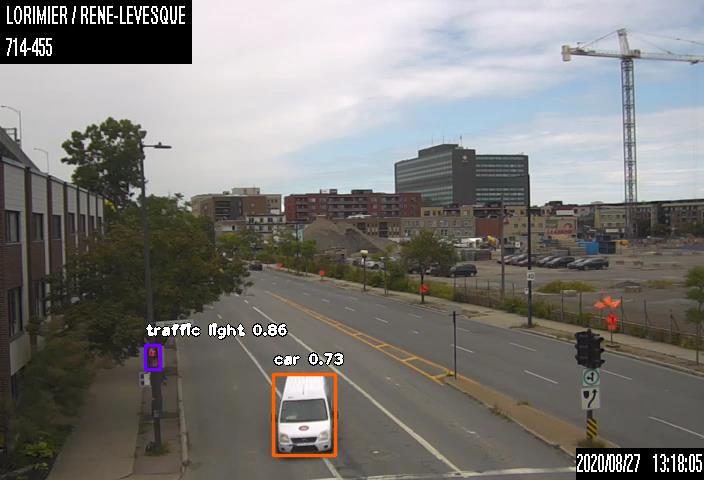 LORIMIER / RENE-LEVESQUE
714-455
traffic light 0.86
car 0.73
2020/08/27 13:18:05